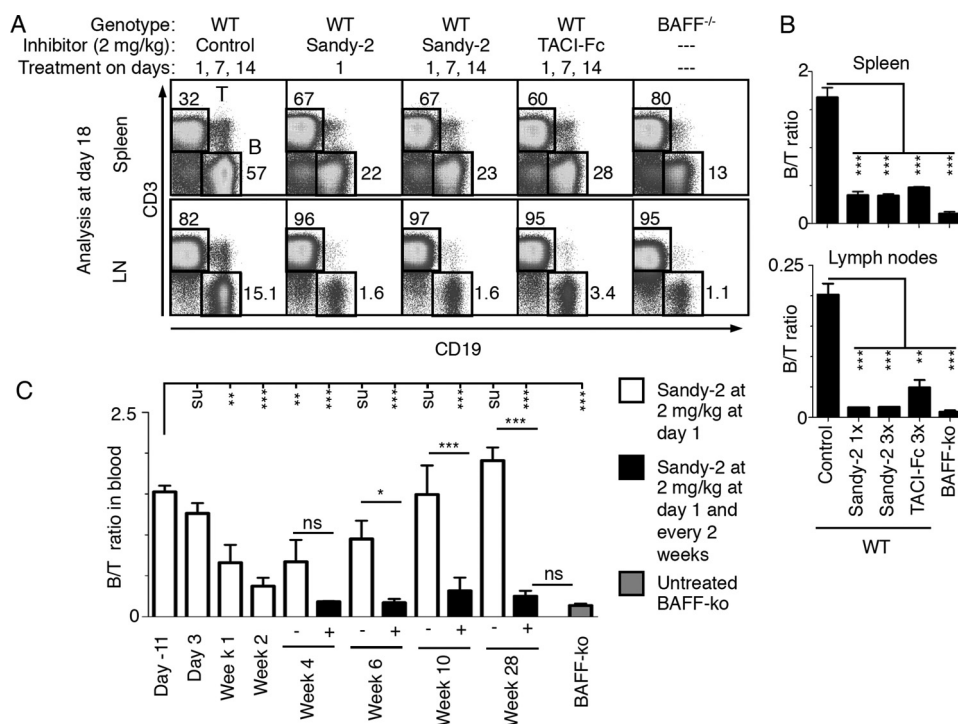 A
Genotype: WT WT WT WT BAFF-/-
Inhibitor (2 mg/kg): Control Sandy-2 Sandy-2 TACI-Fc ---
Treatment on days: 1, 7, 14 1 1, 7, 14 1, 7, 14 ---
Analysis at day 18
Spleen
LN
CD3
32 T 67 67 60 80
B
57 22 23 28 13
82 96 97 95 95
15.1 1.6 1.6 3.4 1.1
CD19
B
Spleen
2
B/T ratio
0
*** *** *** ***
Lymph nodes
0.25
B/T ratio
0
*** *** ** ***
Control
Sandy-2 1x
Sandy-2 3x
TACI-Fc 3x
BAFF-ko
WT
C
ns ** *** ** *** ns *** ns *** ***
2.5
B/T ratio in blood
0
ns * *** *** ns
- + - + - + - +
Day -11
Day 3
Wee k 1
Week 2
Week 4
Week 6
Week 10
Week 28
BAFF-ko
Sandy-2 at
2 mg/kg at
day 1
Sandy-2 at
2 mg/kg at
day 1 and
every 2
weeks
Untreated
BAFF-ko